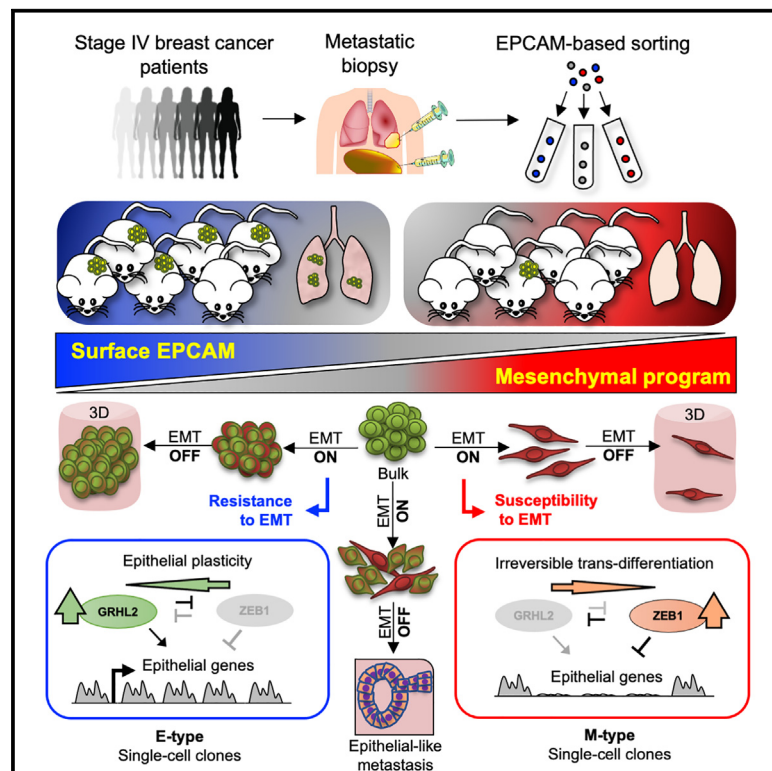 Stage IV breast cancer
patients
Metastatic
biopsy
EPCAM-based sorting
Surface EPCAM
Mesenchymal program
3D
EMT
OFF
EMT
ON
Bulk
EMT
ON
EMT
OFF
3D
Resistance
to EMT
EMT
ON
Susceptibility
to EMT
Epithelial plasticity
GRHL2
ZEB1
Epithelial genes
E-type
Single-cell clones
EMT
OFF
Epithelial-like
metastasis
Irreversible trans-differentiation
GRHL2
ZEB1
Epithelial genes
M-type
Single-cell clones